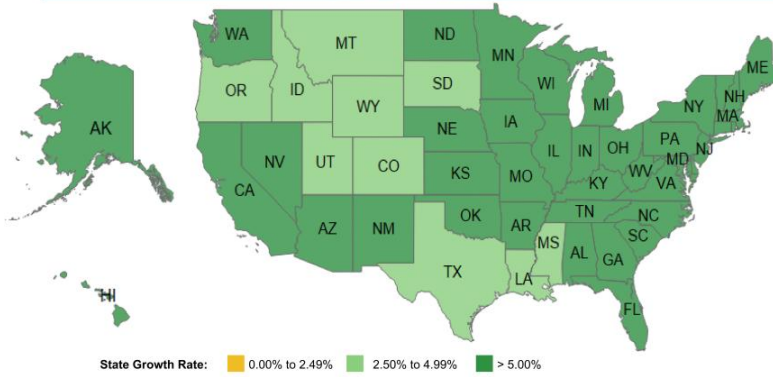 WA
MT
ND
MN
ME
OR
ID
SD
WI
MI
NY
NH
MA
WY
AK
NE
IA
PA
NJ
NV
UT
CO
IL
IN
OH
MD
CA
KS
MO
WV
VA
KY
AZ
NM
OK
AR
TN
NC
SC
MS
AL
GA
TX
LA
HI
FL
State Growth Rate: 0.00% to 2.49% 2.50% to 4.99% > 5.00%